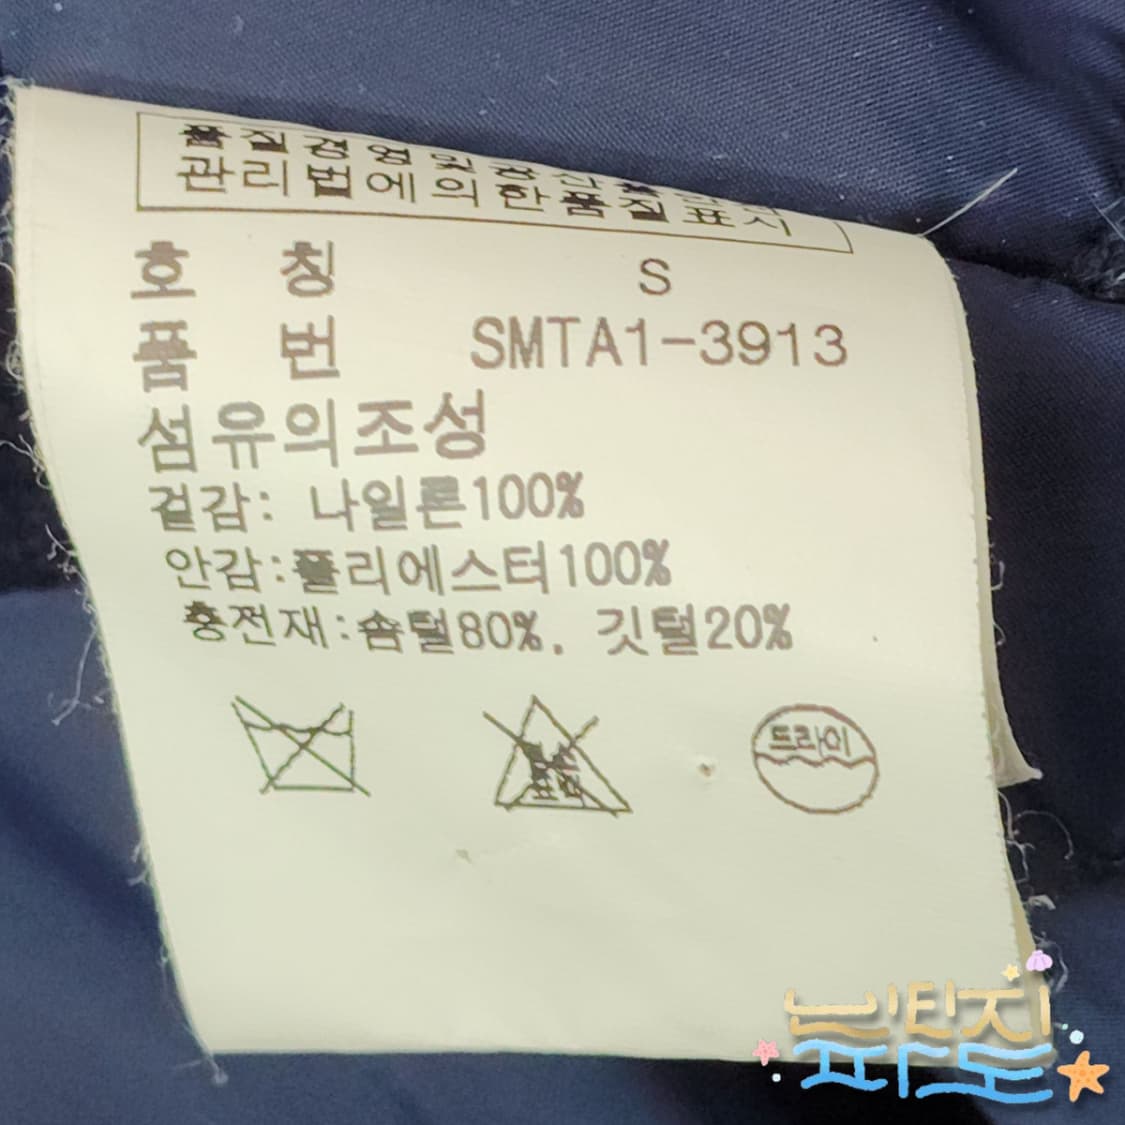 품질경영및공산품안전
관리법에의한품질표시
호 칭 S
품 번 SMTA1-3913
섬유의조성
겉감: 나일론100%
안감:폴리에스터100%
충전재:솜털80%, 깃털20%
드라이